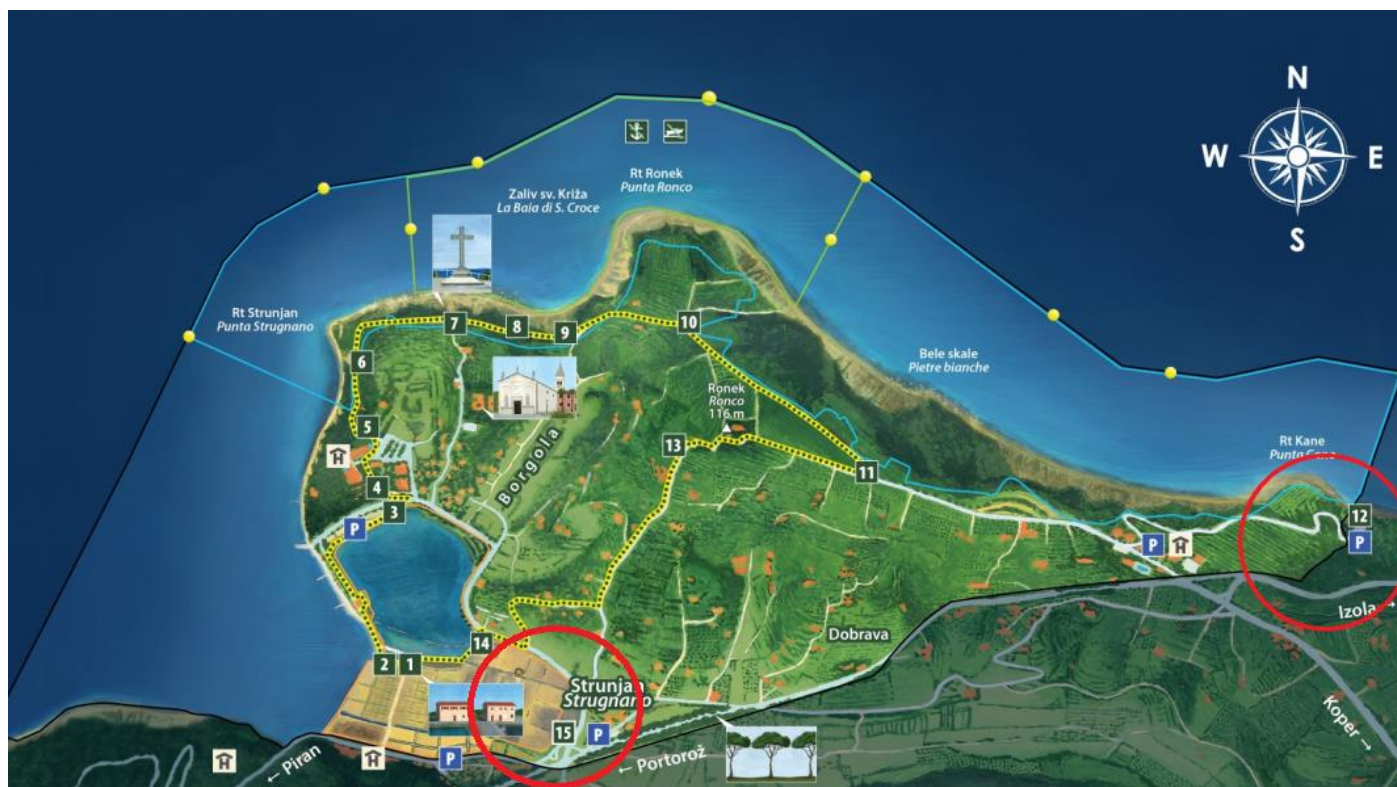 N
W
E
S
Rt Ronek
Punta Ronco
Zaliv sv. Križa
La Baia di S. Croce
Rt Strunjan
Punta Strugnano
7
8
9
10
6
Bele skale
Pietre bianche
Ronek
Ronco
116 m
5
13
Borgola
11
Rt Kane
Punta Cane
4
3
P
12
P
P
Izola→
14
Dobrava
2
1
Strunjan
Strugnano
15
P
Koper →
P
← Piran
← Portorož